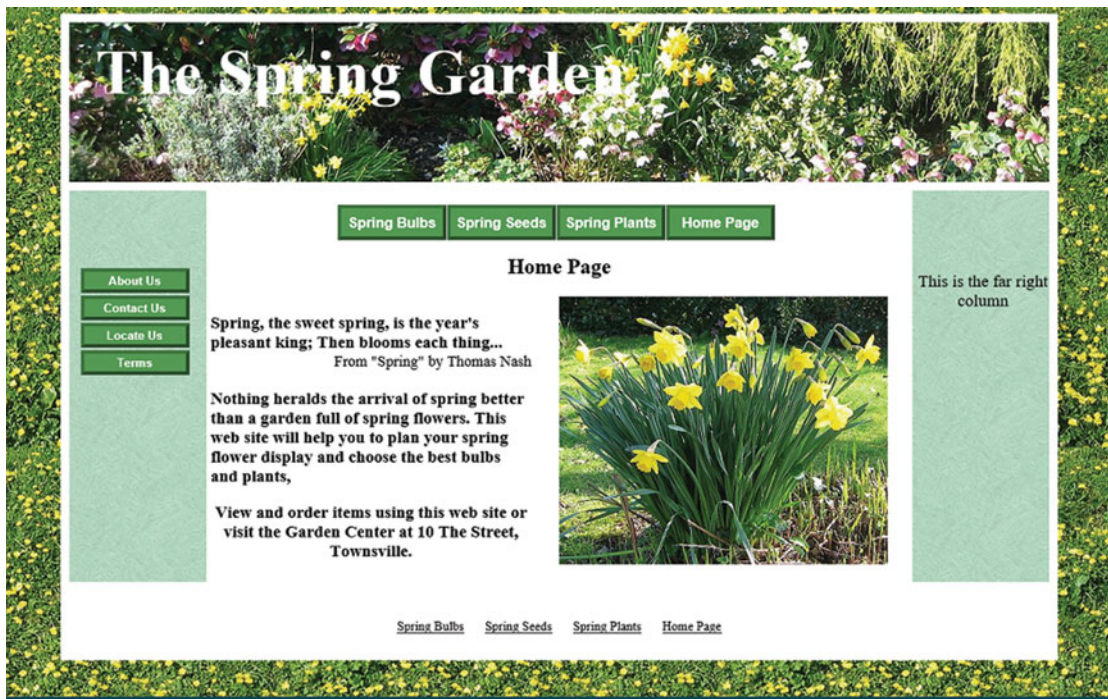 The Spring Garden
Spring Bulbs Spring Seeds Spring Plants Home Page
About Us
Contact Us
Locate Us
Terms
Home Page
Spring, the sweet spring, is the year's
pleasant king; Then blooms each thing...
From "Spring" by Thomas Nash
Nothing heralds the arrival of spring better
than a garden full of spring flowers. This
web site will help you to plan your spring
flower display and choose the best bulbs
and plants,
View and order items using this web site or
visit the Garden Center at 10 The Street,
Townsville.
This is the far right
column
Spring Bulbs Spring Seeds Spring Plants Home Page